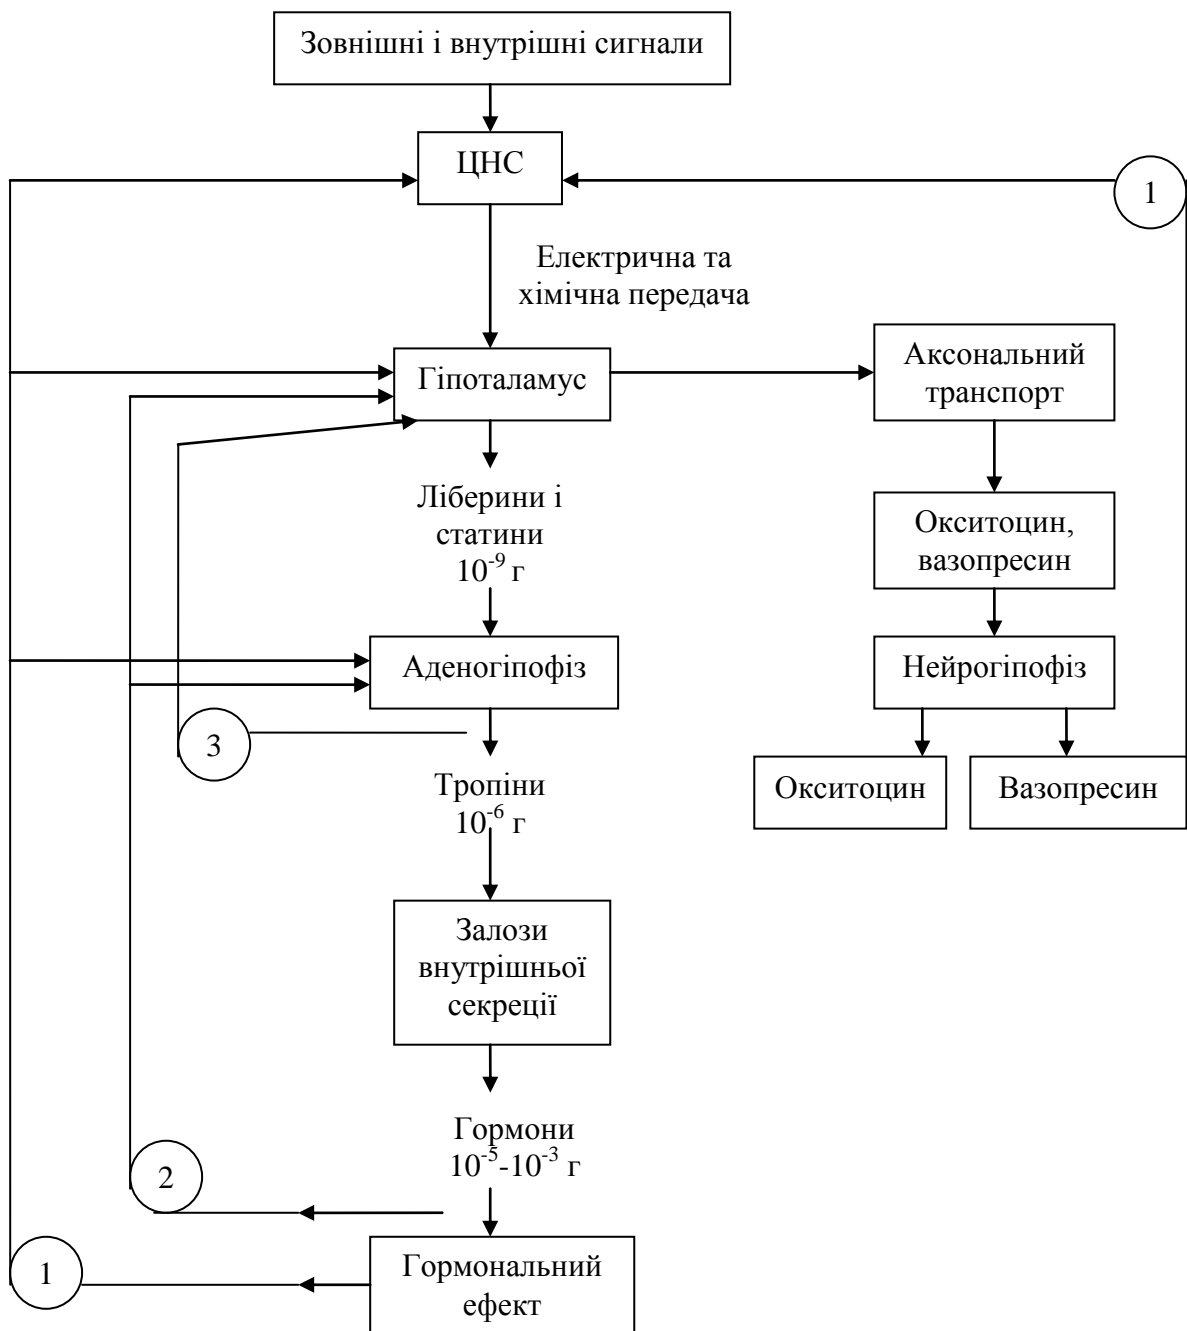 Зовнішні і внутрішні сигнали
ЦНС
1
Електрична та
хімічна передача
Гіпоталамус
Аксональний
транспорт
Ліберини і
статини
10⁻⁹ г
Окситоцин,
вазопресин
Аденогіпофіз
Нейрогіпофіз
3
Тропіни
10⁻⁶ г
Окситоцин
Вазопресин
Залози
внутрішньої
секреції
Гормони
10⁻⁵-10⁻³ г
2
1
Гормональний
ефект